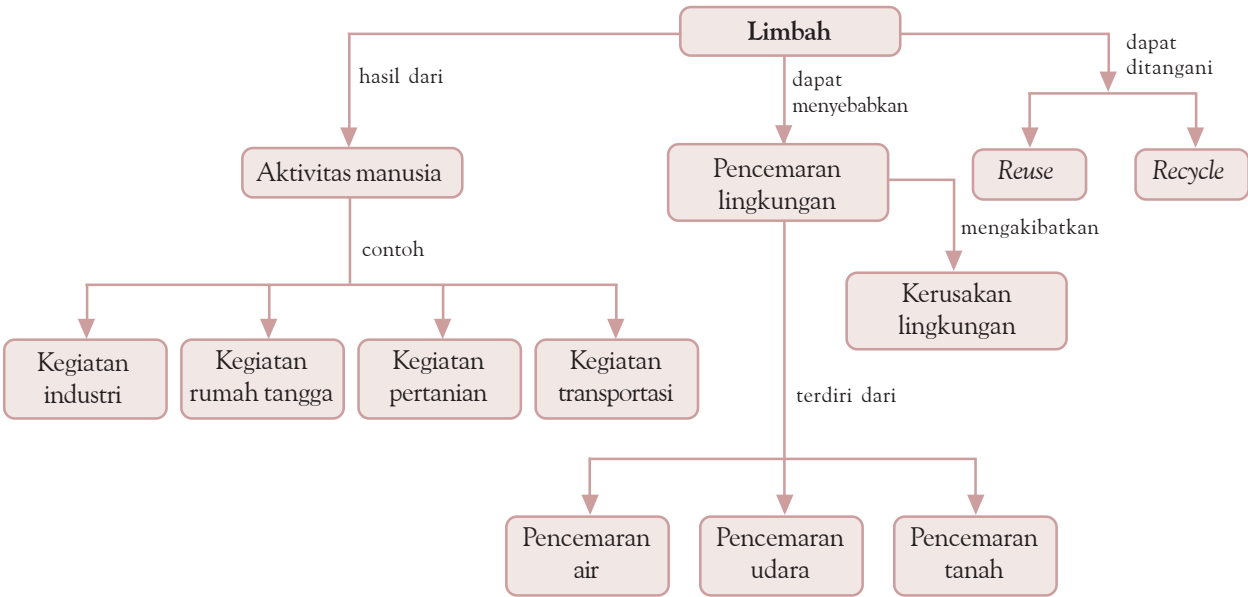 Limbah
hasil dari
dapat
menyebabkan
dapat
ditangani
Aktivitas manusia
Pencemaran
lingkungan
Reuse
Recycle
contoh
mengakibatkan
Kerusakan
lingkungan
Kegiatan
industri
Kegiatan
rumah tangga
Kegiatan
pertanian
Kegiatan
transportasi
terdiri dari
Pencemaran
air
Pencemaran
udara
Pencemaran
tanah